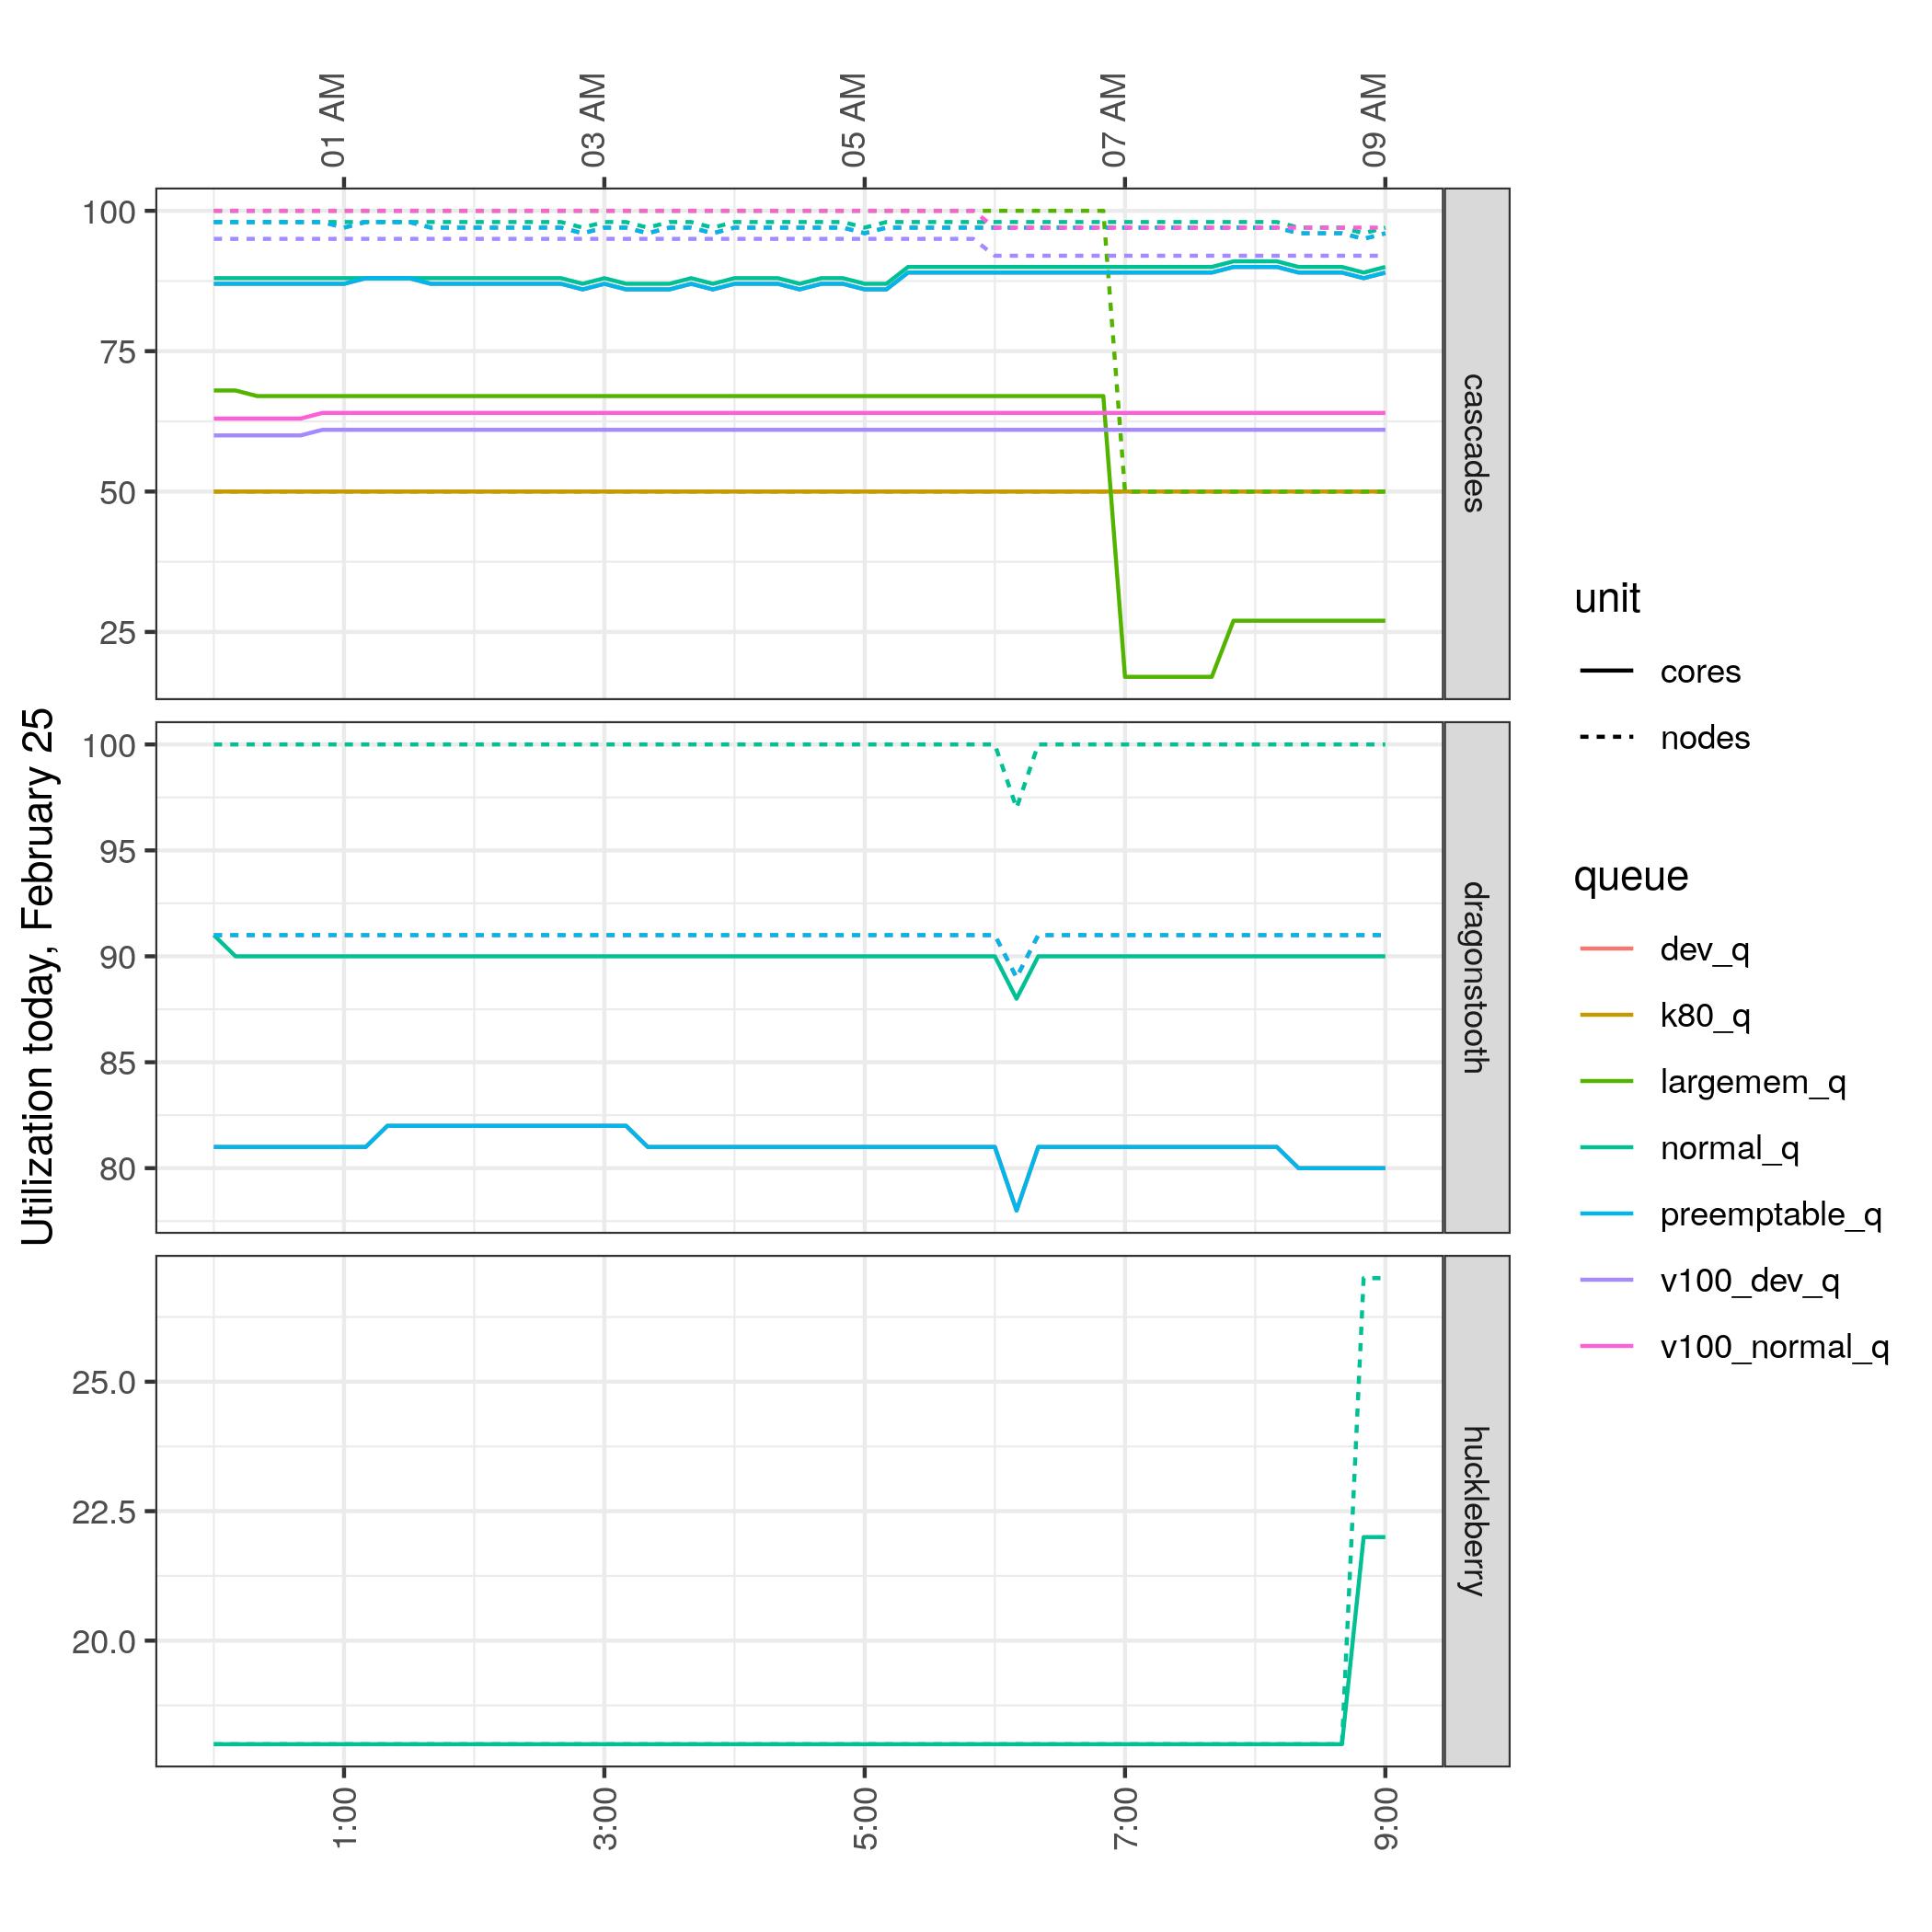 01 AM
03 AM
05 AM
07 AM
09 AM
Utilization today, February 25
100
75
50
25
cascades
100
95
90
85
80
dragonstooth
25.0
22.5
20.0
huckleberry
1:00
3:00
5:00
7:00
9:00
unit
cores
nodes
queue
dev_q
k80_q
largemem_q
normal_q
preemptable_q
v100_dev_q
v100_normal_q